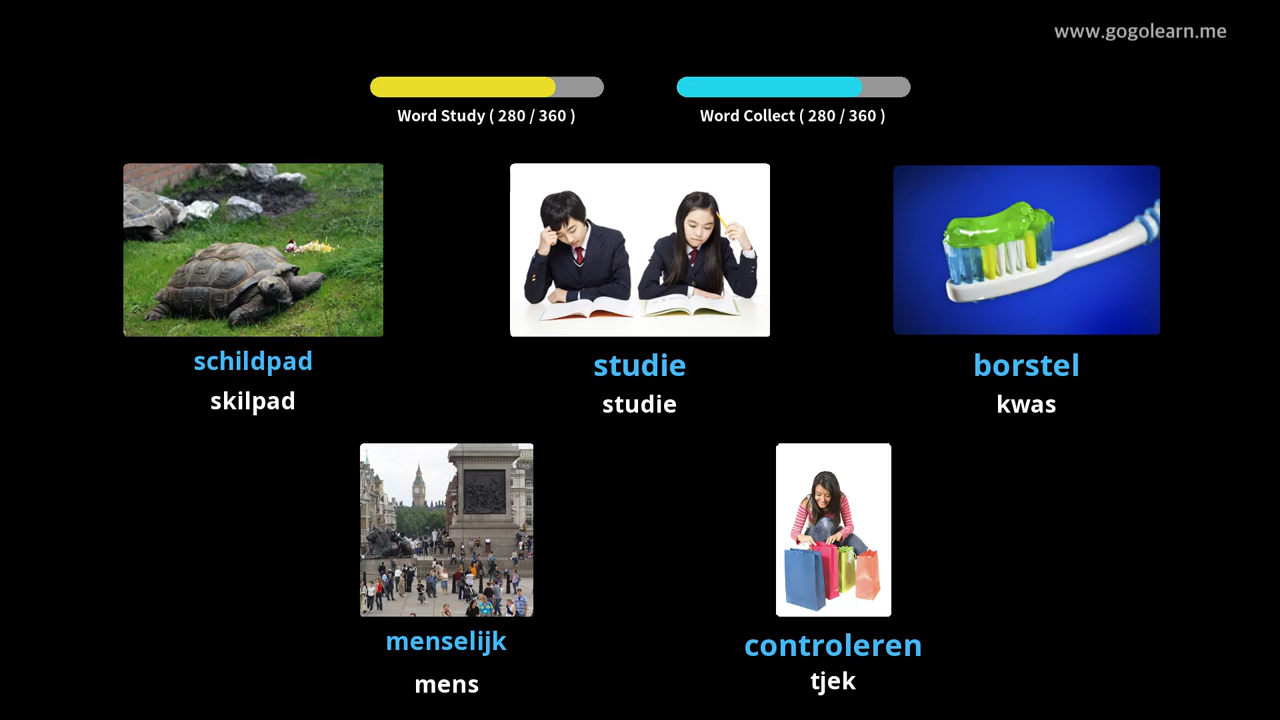 www.gogolearn.me
Word Study ( 280 / 360 )
Word Collect ( 280 / 360 )
schildpad
skilpad
studie
studie
borstel
kwas
menselijk
mens
controleren
tjek